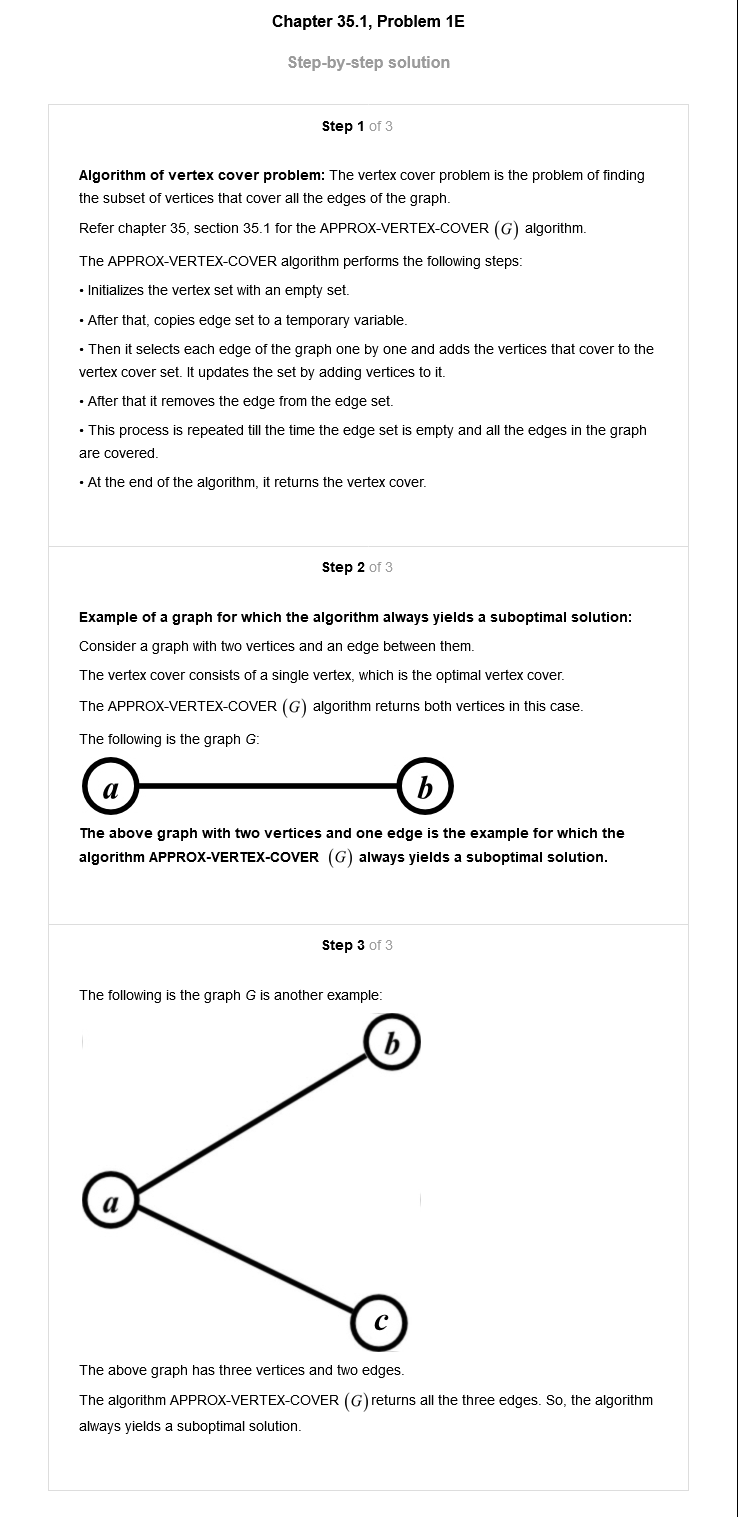 Chapter 35.1, Problem 1E
Step-by-step solution
Step 1 of 3
Algorithm of vertex cover problem: The vertex cover problem is the problem of finding
the subset of vertices that cover all the edges of the graph.
Refer chapter 35, section 35.1 for the APPROX-VERTEX-COVER (G) algorithm.
The APPROX-VERTEX-COVER algorithm performs the following steps:
• Initializes the vertex set with an empty set.
• After that, copies edge set to a temporary variable.
• Then it selects each edge of the graph one by one and adds the vertices that cover to the
vertex cover set. It updates the set by adding vertices to it.
• After that it removes the edge from the edge set.
• This process is repeated till the time the edge set is empty and all the edges in the graph
are covered.
• At the end of the algorithm, it returns the vertex cover.
Step 2 of 3
Example of a graph for which the algorithm always yields a suboptimal solution:
Consider a graph with two vertices and an edge between them.
The vertex cover consists of a single vertex, which is the optimal vertex cover.
The APPROX-VERTEX-COVER (G) algorithm returns both vertices in this case.
The following is the graph G:
a b
The above graph with two vertices and one edge is the example for which the
algorithm APPROX-VERTEX-COVER (G) always yields a suboptimal solution.
Step 3 of 3
The following is the graph G is another example:
b
a
c
The above graph has three vertices and two edges.
The algorithm APPROX-VERTEX-COVER (G) returns all the three edges. So, the algorithm
always yields a suboptimal solution.